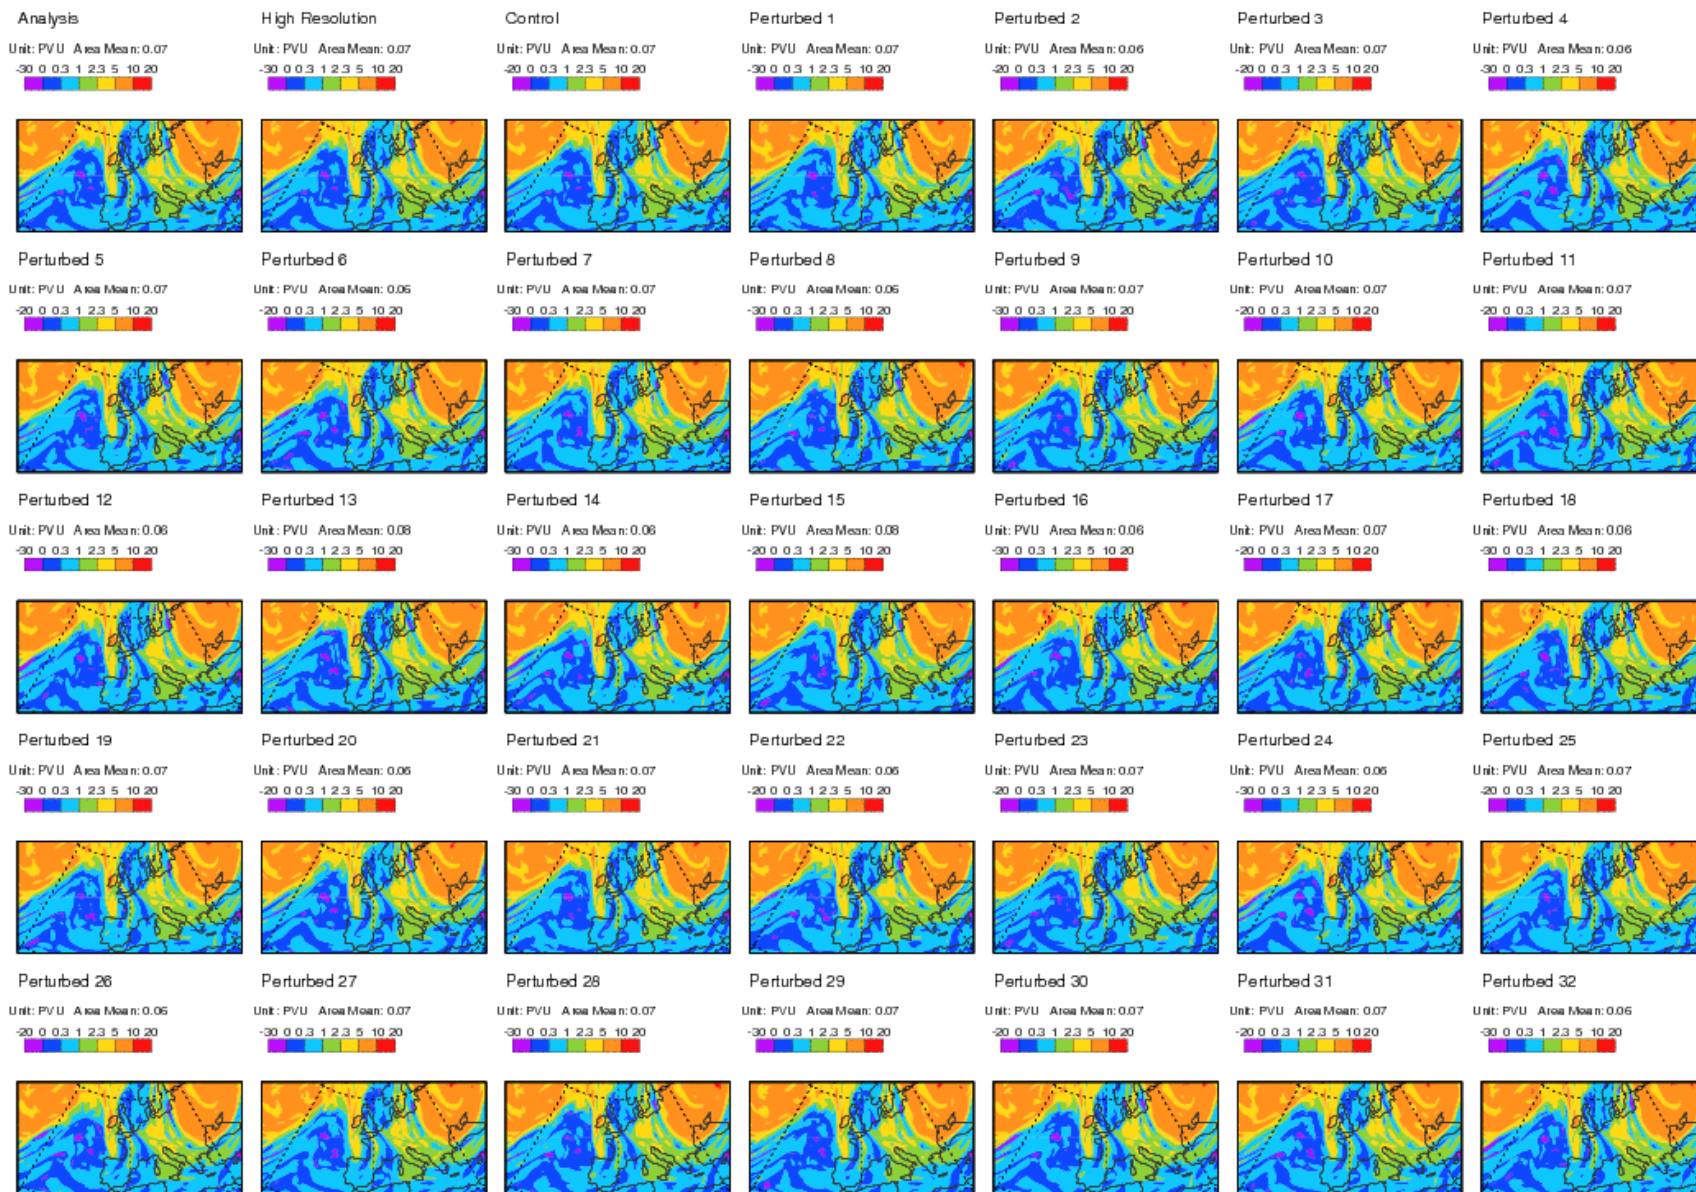 Analysis High Resolution Control Perturbed 1 Perturbed 2 Perturbed 3 Perturbed 4
Unit: PVU Area Mean: 0.07 Unit: PVU Area Mean: 0.07 Unit: PVU Area Mean: 0.07 Unit: PVU Area Mean: 0.07 Unit: PVU Area Mean: 0.06 Unit: PVU Area Mean: 0.07 Unit: PVU Area Mean: 0.06
-30 0 0.3 1 2.3 5 10 20 -30 0 0.3 1 2.3 5 10 20 -20 0 0.3 1 2.3 5 10 20 -30 0 0.3 1 2.3 5 10 20 -20 0 0.3 1 2.3 5 10 20 -20 0 0.3 1 2.3 5 10 20 -30 0 0.3 1 2.3 5 10 20
Perturbed 5 Perturbed 6 Perturbed 7 Perturbed 8 Perturbed 9 Perturbed 10 Perturbed 11
Unit: PVU Area Mean: 0.07 Unit: PVU Area Mean: 0.06 Unit: PVU Area Mean: 0.07 Unit: PVU Area Mean: 0.06 Unit: PVU Area Mean: 0.07 Unit: PVU Area Mean: 0.07 Unit: PVU Area Mean: 0.07
-20 0 0.3 1 2.3 5 10 20 -20 0 0.3 1 2.3 5 10 20 -30 0 0.3 1 2.3 5 10 20 -30 0 0.3 1 2.3 5 10 20 -30 0 0.3 1 2.3 5 10 20 -20 0 0.3 1 2.3 5 10 20 -20 0 0.3 1 2.3 5 10 20
Perturbed 12 Perturbed 13 Perturbed 14 Perturbed 15 Perturbed 16 Perturbed 17 Perturbed 18
Unit: PVU Area Mean: 0.06 Unit: PVU Area Mean: 0.08 Unit: PVU Area Mean: 0.06 Unit: PVU Area Mean: 0.08 Unit: PVU Area Mean: 0.06 Unit: PVU Area Mean: 0.07 Unit: PVU Area Mean: 0.06
-30 0 0.3 1 2.3 5 10 20 -30 0 0.3 1 2.3 5 10 20 -30 0 0.3 1 2.3 5 10 20 -20 0 0.3 1 2.3 5 10 20 -30 0 0.3 1 2.3 5 10 20 -20 0 0.3 1 2.3 5 10 20 -30 0 0.3 1 2.3 5 10 20
Perturbed 19 Perturbed 20 Perturbed 21 Perturbed 22 Perturbed 23 Perturbed 24 Perturbed 25
Unit: PVU Area Mean: 0.07 Unit: PVU Area Mean: 0.06 Unit: PVU Area Mean: 0.07 Unit: PVU Area Mean: 0.06 Unit: PVU Area Mean: 0.07 Unit: PVU Area Mean: 0.06 Unit: PVU Area Mean: 0.07
-30 0 0.3 1 2.3 5 10 20 -20 0 0.3 1 2.3 5 10 20 -30 0 0.3 1 2.3 5 10 20 -20 0 0.3 1 2.3 5 10 20 -20 0 0.3 1 2.3 5 10 20 -30 0 0.3 1 2.3 5 10 20 -20 0 0.3 1 2.3 5 10 20
Perturbed 26 Perturbed 27 Perturbed 28 Perturbed 29 Perturbed 30 Perturbed 31 Perturbed 32
Unit: PVU Area Mean: 0.06 Unit: PVU Area Mean: 0.07 Unit: PVU Area Mean: 0.07 Unit: PVU Area Mean: 0.07 Unit: PVU Area Mean: 0.07 Unit: PVU Area Mean: 0.07 Unit: PVU Area Mean: 0.06
-20 0 0.3 1 2.3 5 10 20 -30 0 0.3 1 2.3 5 10 20 -30 0 0.3 1 2.3 5 10 20 -30 0 0.3 1 2.3 5 10 20 -20 0 0.3 1 2.3 5 10 20 -20 0 0.3 1 2.3 5 10 20 -30 0 0.3 1 2.3 5 10 20